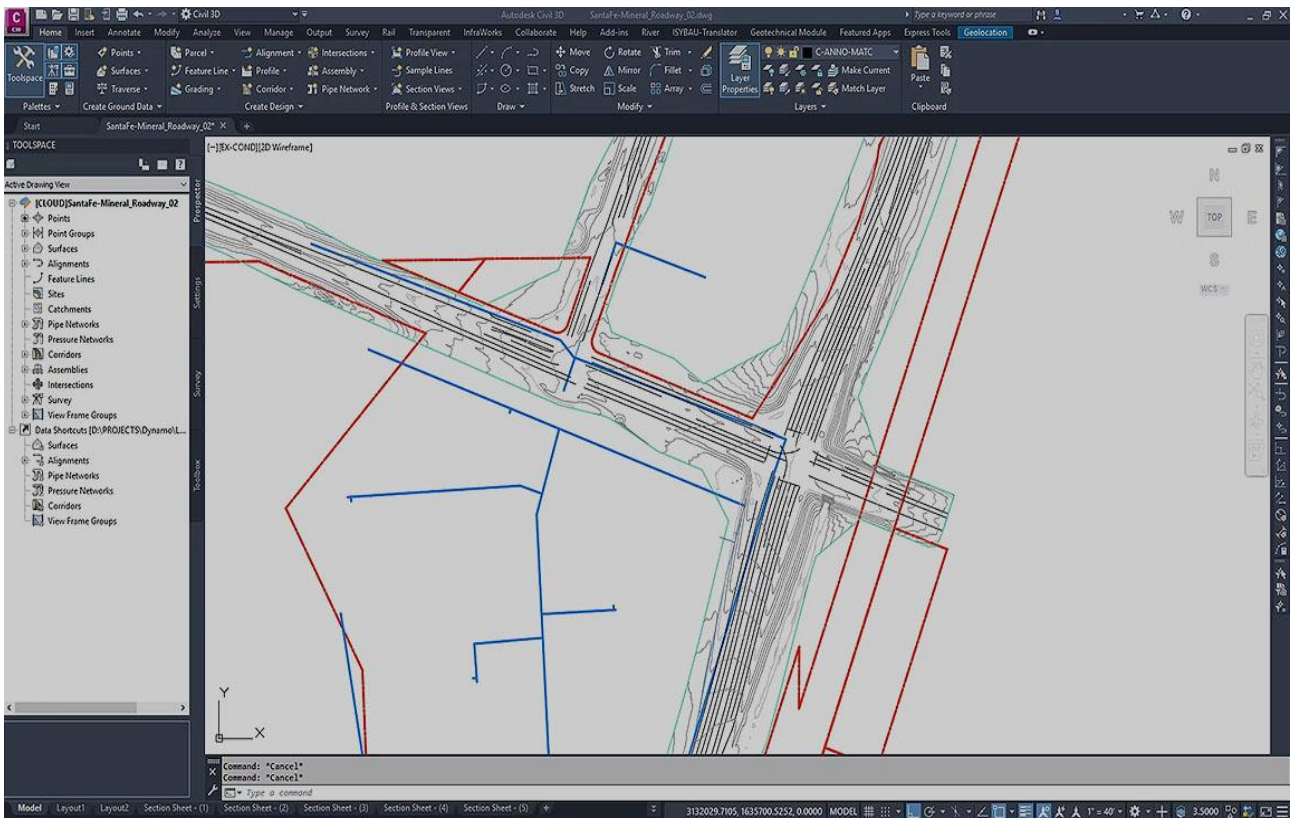 C
C3D
Civil 3D
Autodesk Civil 3D SantaFe-Mineral_Roadway_02.dwg
Type a keyword or phrase
Home Insert Annotate Modify Analyze View Manage Output Survey Rail Transparent InfraWorks Collaborate Help Add-ins River ISYBAU-Translator Geotechnical Module Featured Apps Express Tools Geolocation
Points Parcel Alignment Intersections Profile View Move Rotate Trim C-ANNO-MATC
Toolspace Surfaces Feature Line Profile Assembly Sample Lines Copy Mirror Fillet Layer Properties Make Current Paste
Traverse Grading Corridor Pipe Network Section Views Stretch Scale Array Match Layer
Palettes Create Ground Data Create Design Profile & Section Views Draw Modify Layers Clipboard
Start SantaFe-Mineral_Roadway_02*
TOOLSPACE
[-][EX-COND][2D Wireframe]
Active Drawing View
[CLOUD]SantaFe-Mineral_Roadway_02
Points
Point Groups
Surfaces
Alignments
Feature Lines
Sites
Catchments
Pipe Networks
Pressure Networks
Corridors
Assemblies
Intersections
Survey
View Frame Groups
Data Shortcuts [D:\PROJECTS\Dynamo\L...
Surfaces
Alignments
Pipe Networks
Pressure Networks
Corridors
View Frame Groups
Prospector
Settings
Survey
Toolbox
N
W TOP E
S
WCS
Y
X
Command: *Cancel*
Command: *Cancel*
Type a command
Model Layout1 Layout2 Section Sheet - (1) Section Sheet - (2) Section Sheet - (3) Section Sheet - (4) Section Sheet - (5) 3132029.7105, 1635700.5252, 0.0000 MODEL 1" = 40' 3.5000